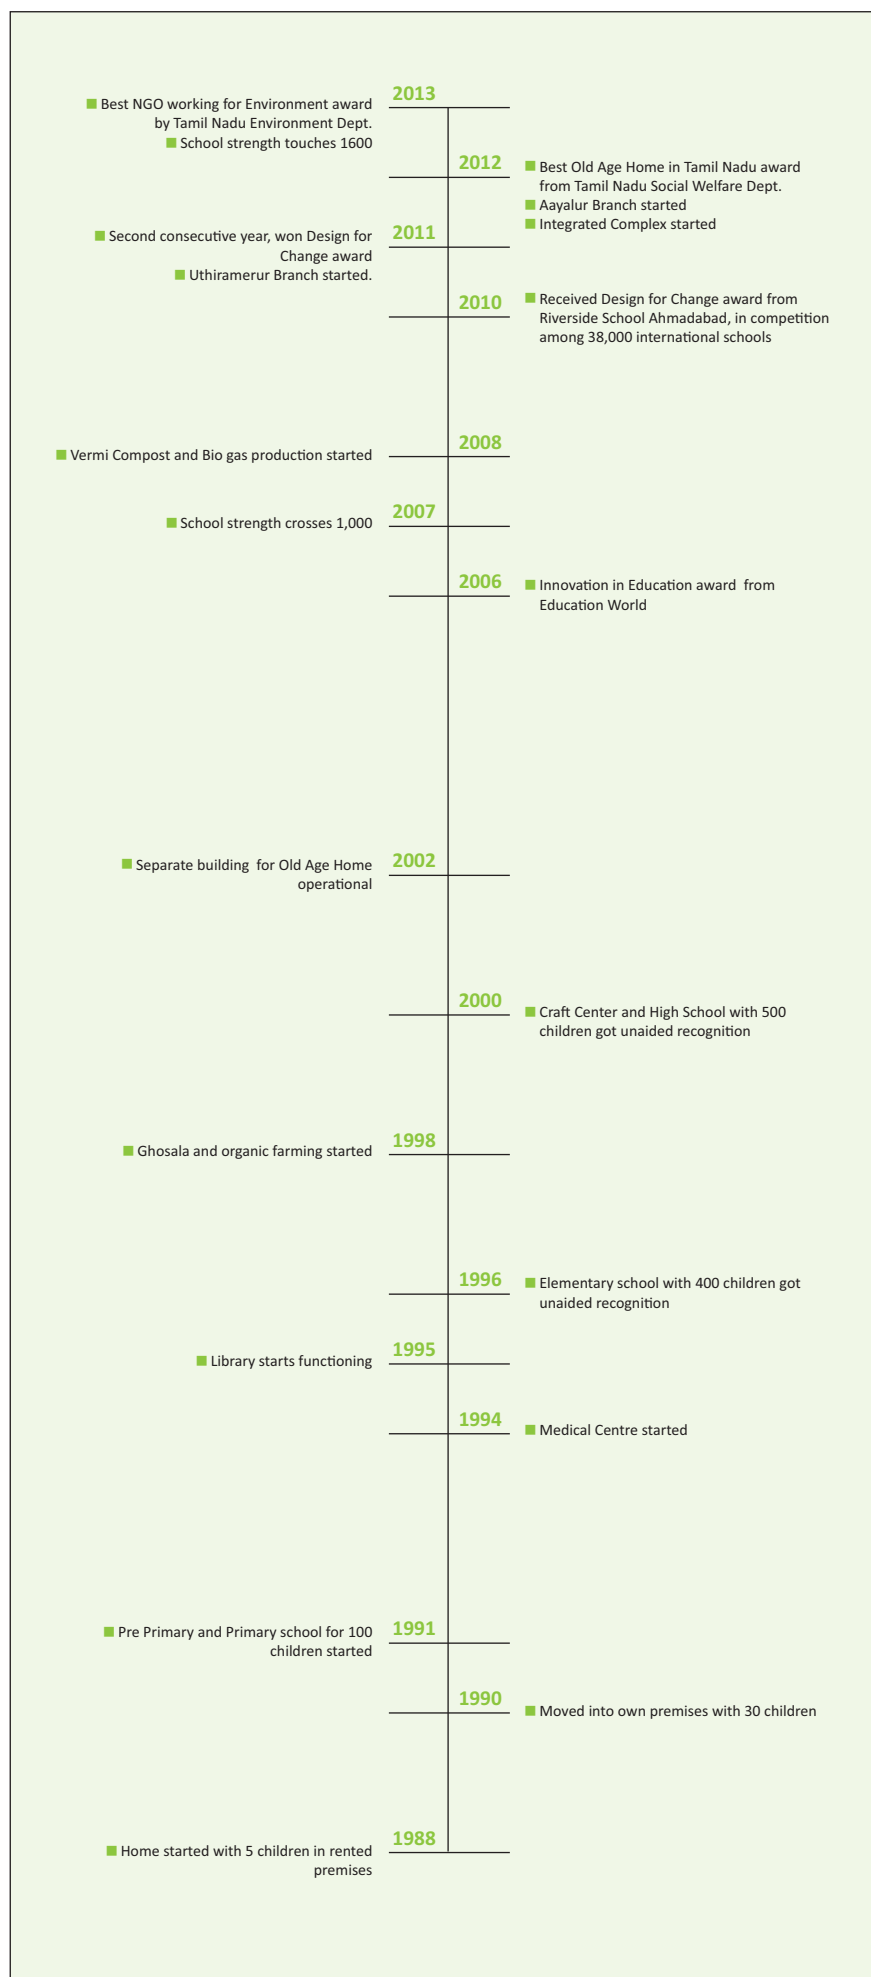 2013
■ Best NGO working for Environment award
by Tamil Nadu Environment Dept.
■ School strength touches 1600
2012
■ Best Old Age Home in Tamil Nadu award
from Tamil Nadu Social Welfare Dept.
■ Aayalur Branch started
■ Integrated Complex started
2011
■ Second consecutive year, won Design for
Change award
■ Uthiramerur Branch started.
2010
■ Received Design for Change award from
Riverside School Ahmadabad, in competition
among 38,000 international schools
2008
■ Vermi Compost and Bio gas production started
2007
■ School strength crosses 1,000
2006
■ Innovation in Education award from
Education World
2002
■ Separate building for Old Age Home
operational
2000
■ Craft Center and High School with 500
children got unaided recognition
1998
■ Ghosala and organic farming started
1996
■ Elementary school with 400 children got
unaided recognition
1995
■ Library starts functioning
1994
■ Medical Centre started
1991
■ Pre Primary and Primary school for 100
children started
1990
■ Moved into own premises with 30 children
1988
■ Home started with 5 children in rented
premises